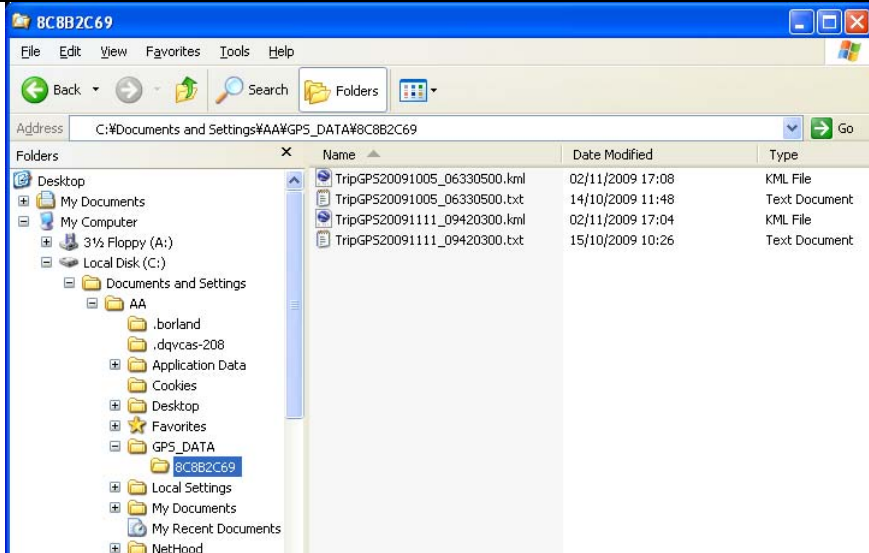 8C8B2C69
File Edit View Favorites Tools Help
Back Search Folders
Address C:¥Documents and Settings¥AA¥GPS_DATA¥8C8B2C69 Go
Folders × Name Date Modified Type
Desktop
My Documents
My Computer
3½ Floppy (A:)
Local Disk (C:)
Documents and Settings
AA
.borland
.dqvcas-208
Application Data
Cookies
Desktop
Favorites
GPS_DATA
8C8B2C69
Local Settings
My Documents
My Recent Documents
NetHood
TripGPS20091005_06330500.kml 02/11/2009 17:08 KML File
TripGPS20091005_06330500.txt 14/10/2009 11:48 Text Document
TripGPS20091111_09420300.kml 02/11/2009 17:04 KML File
TripGPS20091111_09420300.txt 15/10/2009 10:26 Text Document